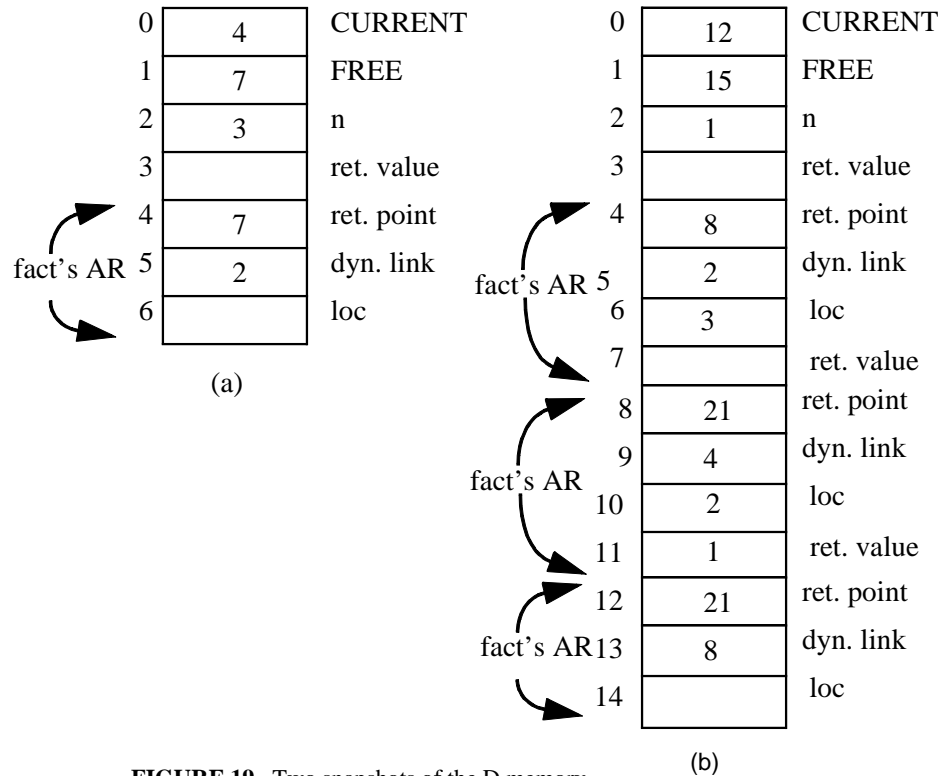 0 4 CURRENT
1 7 FREE
2 3 n
3 ret. value
4 7 ret. point
fact's AR 5 2 dyn. link
6 loc
(a)
0 12 CURRENT
1 15 FREE
2 1 n
3 ret. value
4 8 ret. point
fact's AR 5 2 dyn. link
6 3 loc
7 ret. value
8 21 ret. point
9 4 dyn. link
fact's AR
10 2 loc
11 1 ret. value
12 21 ret. point
fact's AR 13 8 dyn. link
14 loc
(b)
FIGURE 19. Two snapshots of the D memory